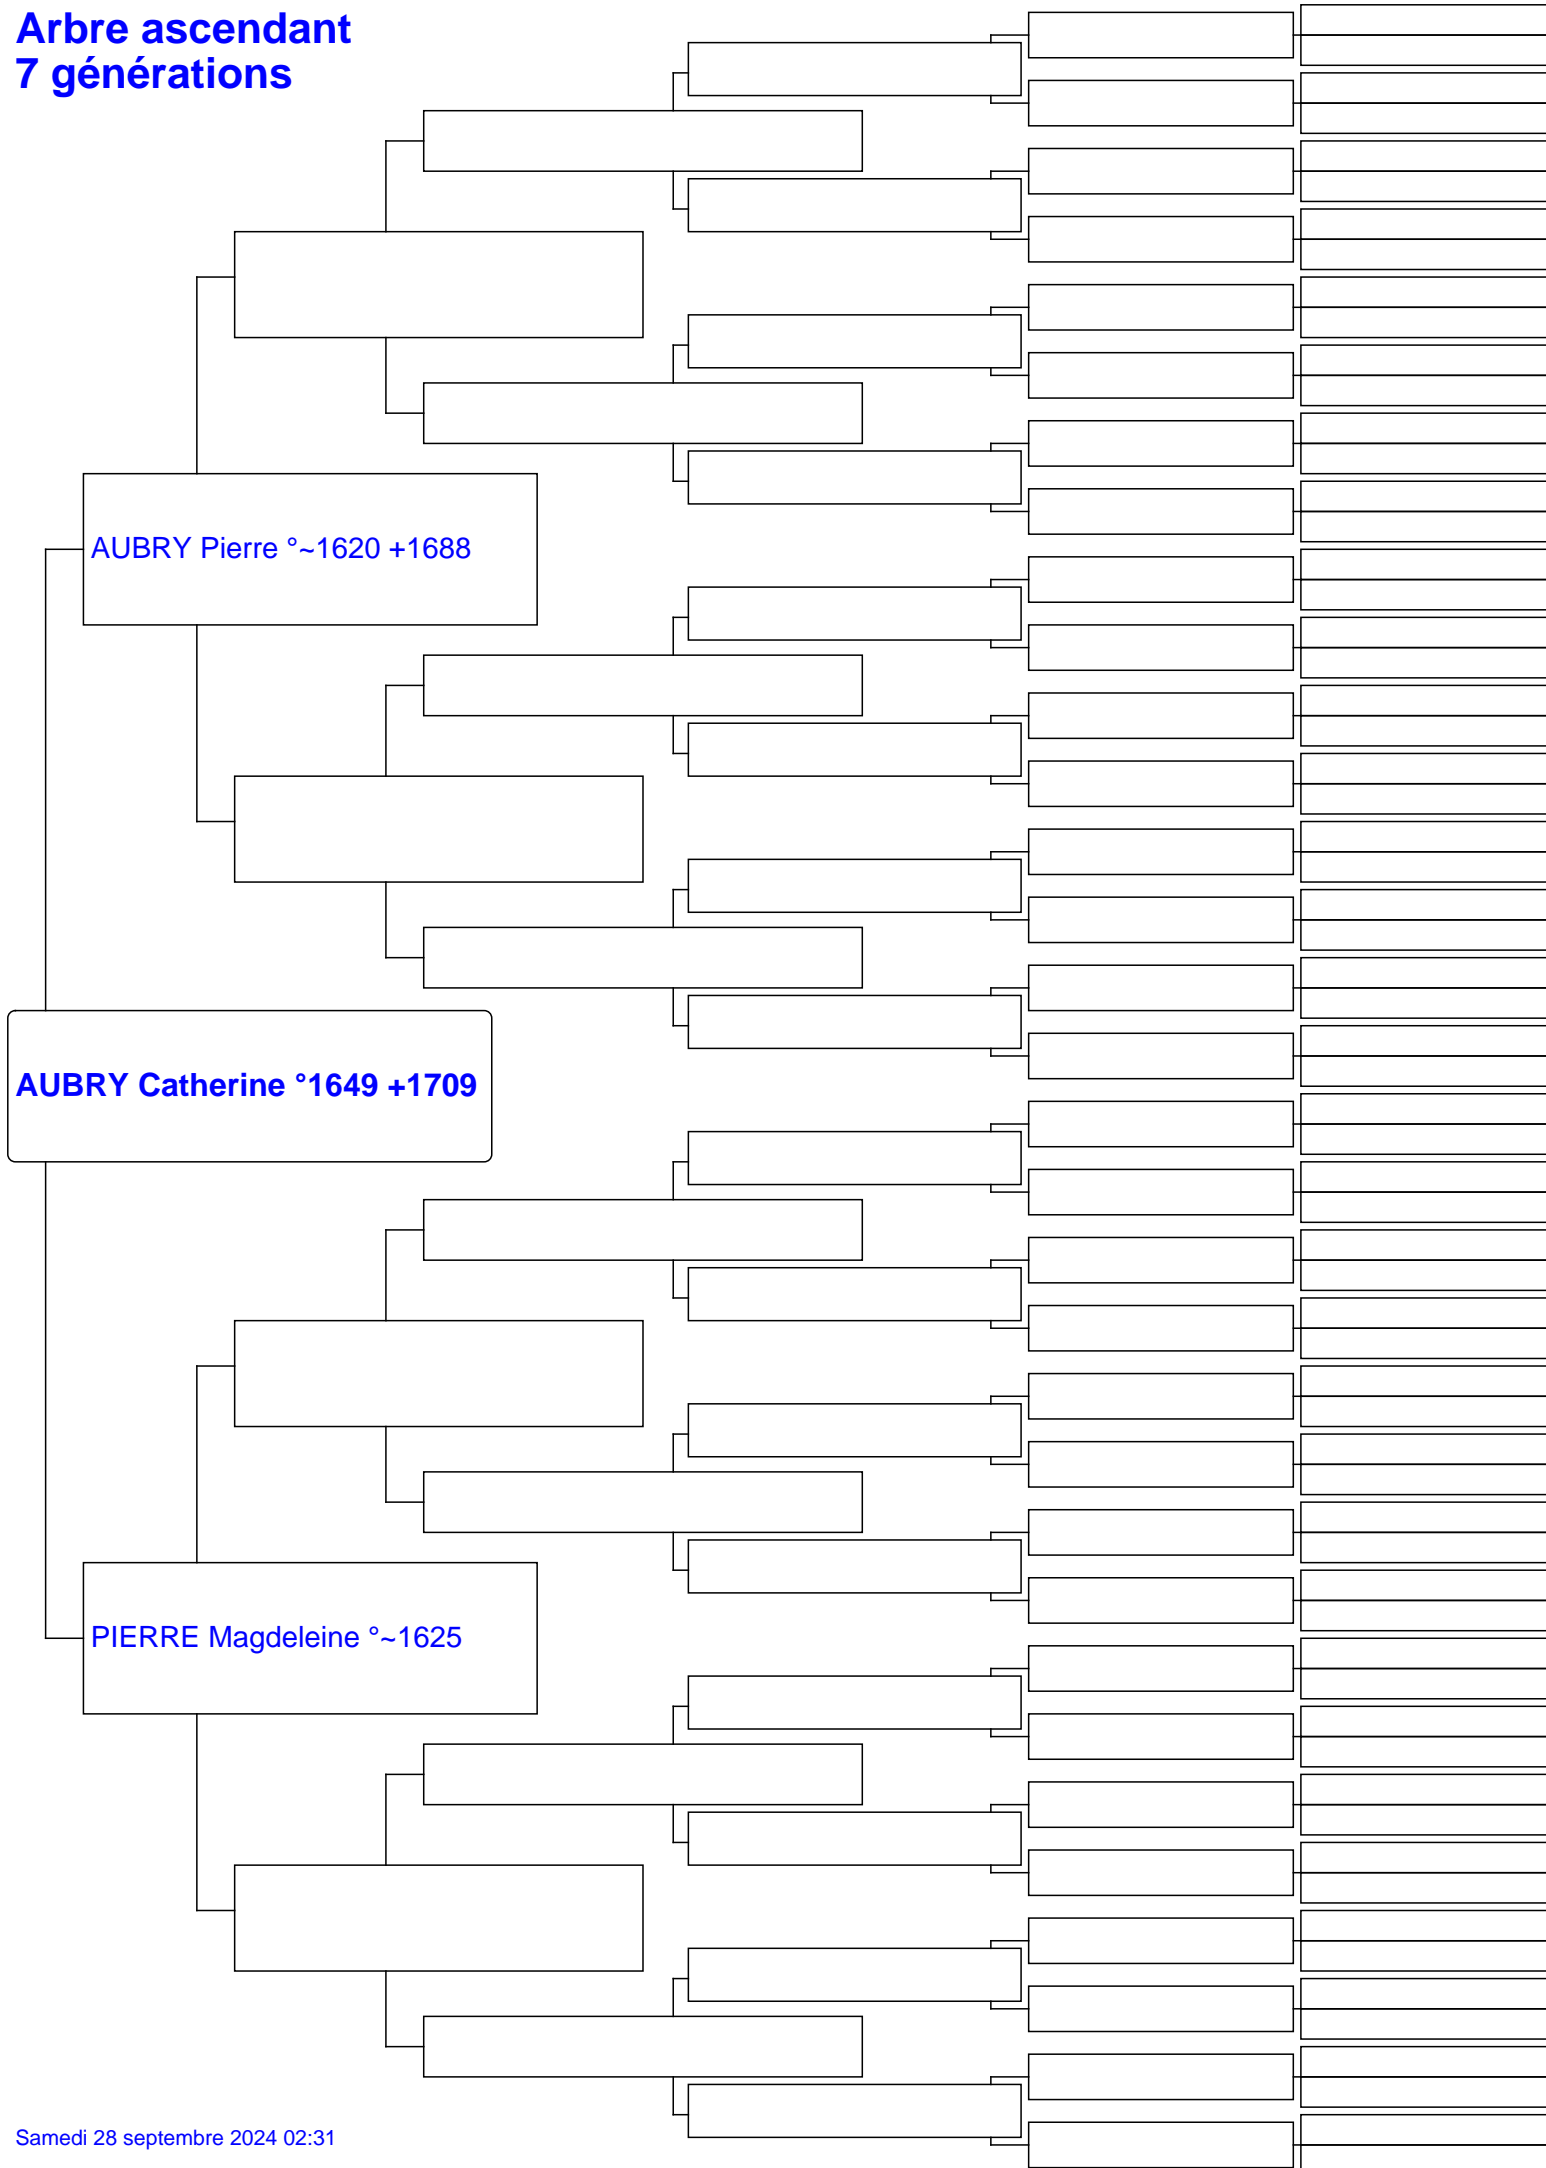 Arbre ascendant
7 générations
AUBRY Pierre °~1620 +1688
AUBRY Catherine °1649 +1709
PIERRE Magdeleine °~1625
Samedi 28 septembre 2024 02:31